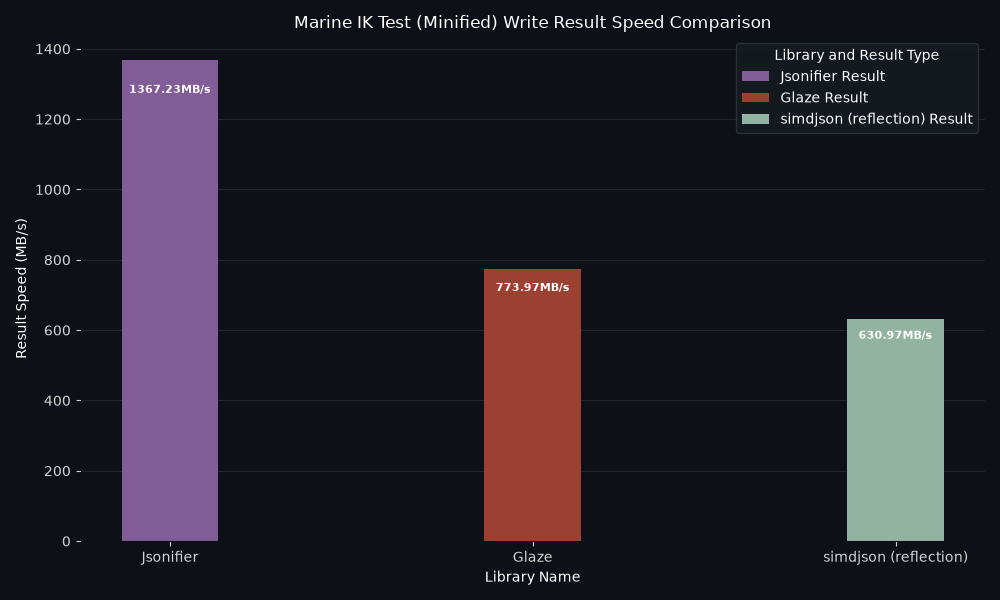 Marine IK Test (Minified) Write Result Speed Comparison
Library and Result Type
Jsonifier Result
Glaze Result
simdjson (reflection) Result
Result Speed (MB/s)
1400
1200
1000
800
600
400
200
0
1367.23MB/s
773.97MB/s
630.97MB/s
Jsonifier
Glaze
simdjson (reflection)
Library Name